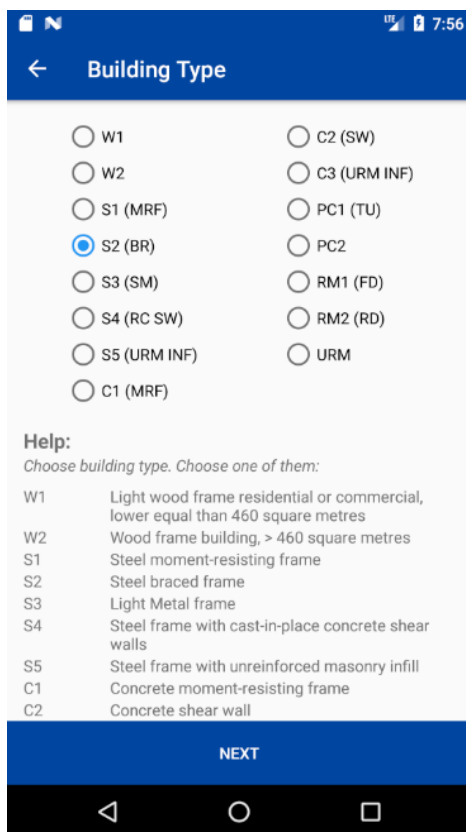 LTE 7:56
Building Type
W1
W2
S1 (MRF)
S2 (BR)
S3 (SM)
S4 (RC SW)
S5 (URM INF)
C1 (MRF)
C2 (SW)
C3 (URM INF)
PC1 (TU)
PC2
RM1 (FD)
RM2 (RD)
URM
Help:
Choose building type. Choose one of them:
W1 Light wood frame residential or commercial,
lower equal than 460 square metres
W2 Wood frame building, > 460 square metres
S1 Steel moment-resisting frame
S2 Steel braced frame
S3 Light Metal frame
S4 Steel frame with cast-in-place concrete shear
walls
S5 Steel frame with unreinforced masonry infill
C1 Concrete moment-resisting frame
C2 Concrete shear wall
NEXT